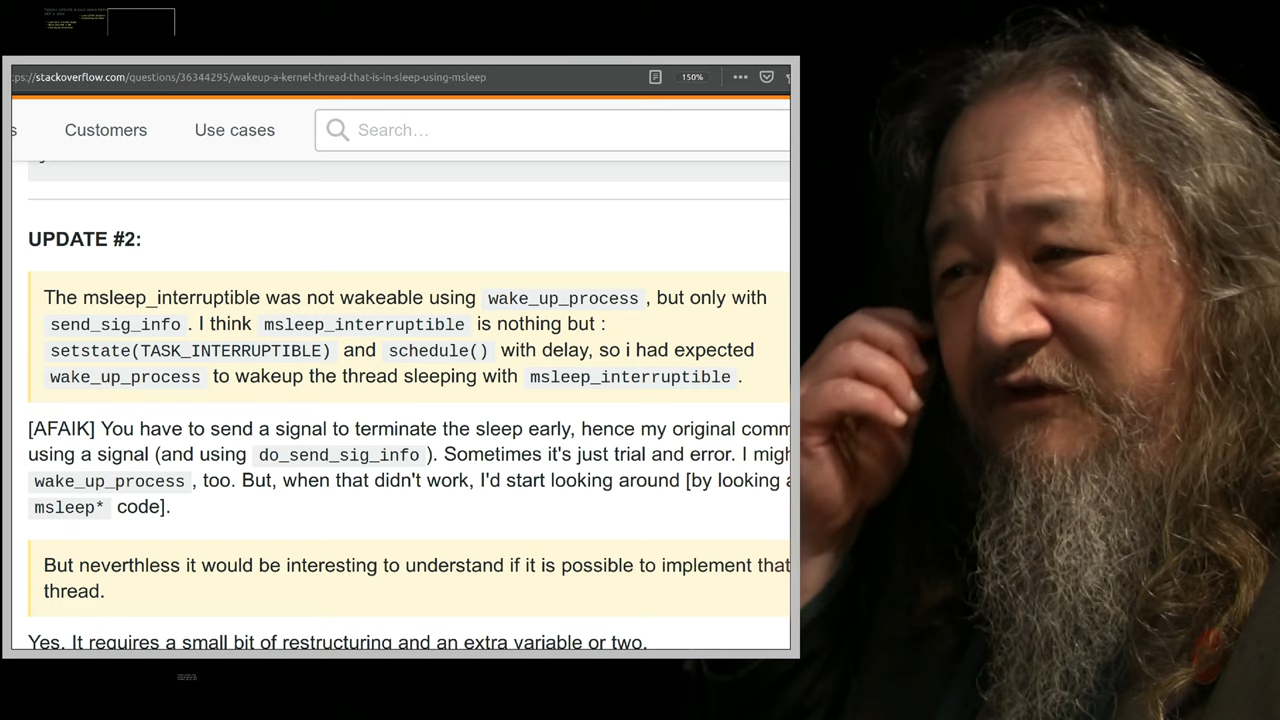 ps://stackoverflow.com/questions/36344295/wakeup-a-kernel-thread-that-is-in-sleep-using-msleep
150%
s Customers Use cases Search…
UPDATE #2:
The msleep_interruptible was not wakeable using wake_up_process , but only with
send_sig_info . I think msleep_interruptible is nothing but :
setstate(TASK_INTERRUPTIBLE) and schedule() with delay, so i had expected
wake_up_process to wakeup the thread sleeping with msleep_interruptible .
[AFAIK] You have to send a signal to terminate the sleep early, hence my original comm
using a signal (and using do_send_sig_info ). Sometimes it's just trial and error. I migh
wake_up_process , too. But, when that didn't work, I'd start looking around [by looking a
msleep* code].
But nevertheless it would be interesting to understand if it is possible to implement that
thread.
Yes. It requires a small bit of restructuring and an extra variable or two.